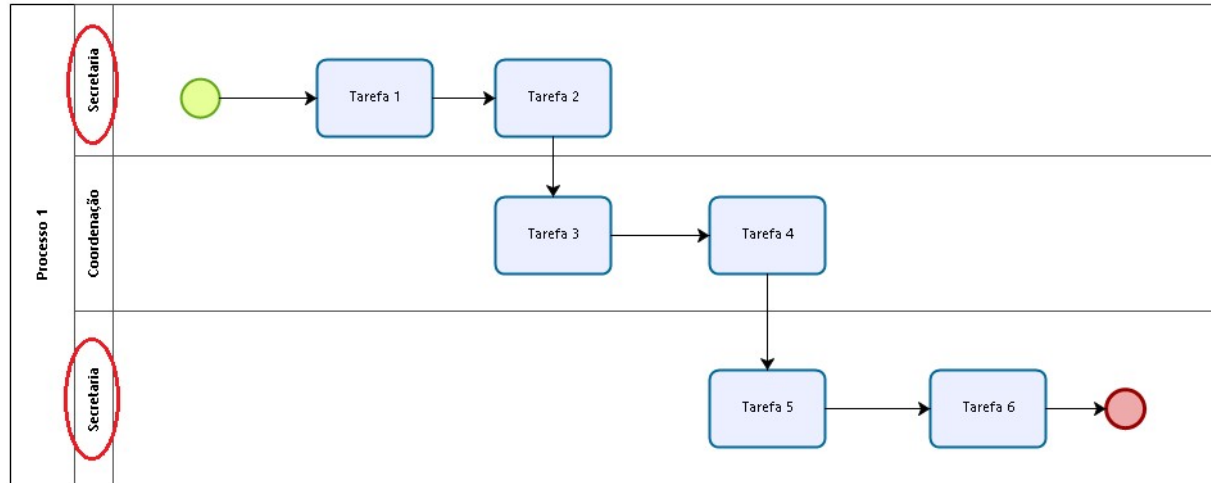 Processo 1
Secretaria
Tarefa 1
Tarefa 2
Coordenação
Tarefa 3
Tarefa 4
Secretaria
Tarefa 5
Tarefa 6